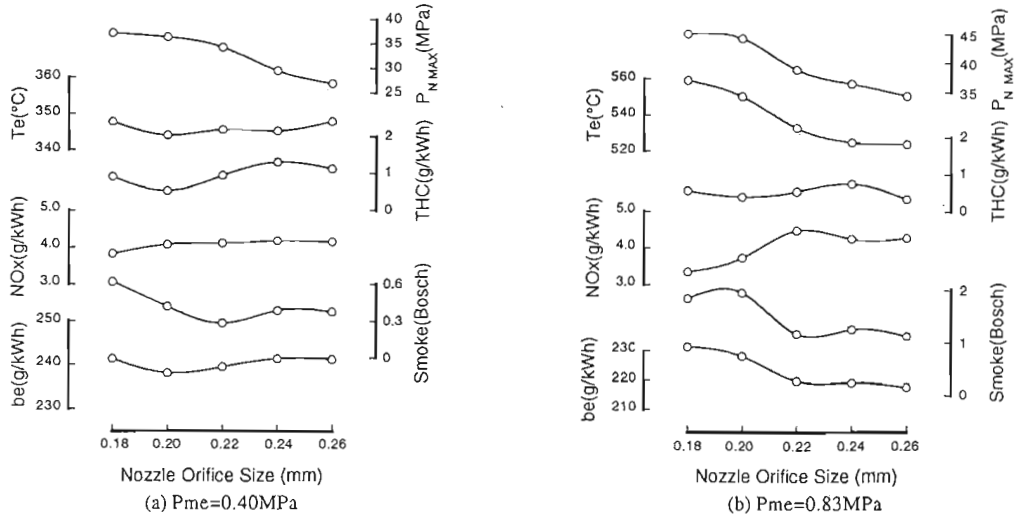 40
35
30
25
P N MAX (MPa)
360
350
340
Te(°C)
2
1
0
THC(g/kWh)
5.0
4.0
3.0
NOx(g/kWh)
0.6
0.3
0
Smoke(Bosch)
250
240
230
be(g/kWh)
0.18 0.20 0.22 0.24 0.26
Nozzle Orifice Size (mm)
(a) Pme=0.40MPa
45
40
35
P N MAX (MPa)
560
540
520
Te(°C)
2
1
0
THC(g/kWh)
5.0
4.0
3.0
NOx(g/kWh)
2
1
0
Smoke(Bosch)
230
220
210
be(g/kWh)
0.18 0.20 0.22 0.24 0.26
Nozzle Orifice Size (mm)
(b) Pme=0.83MPa